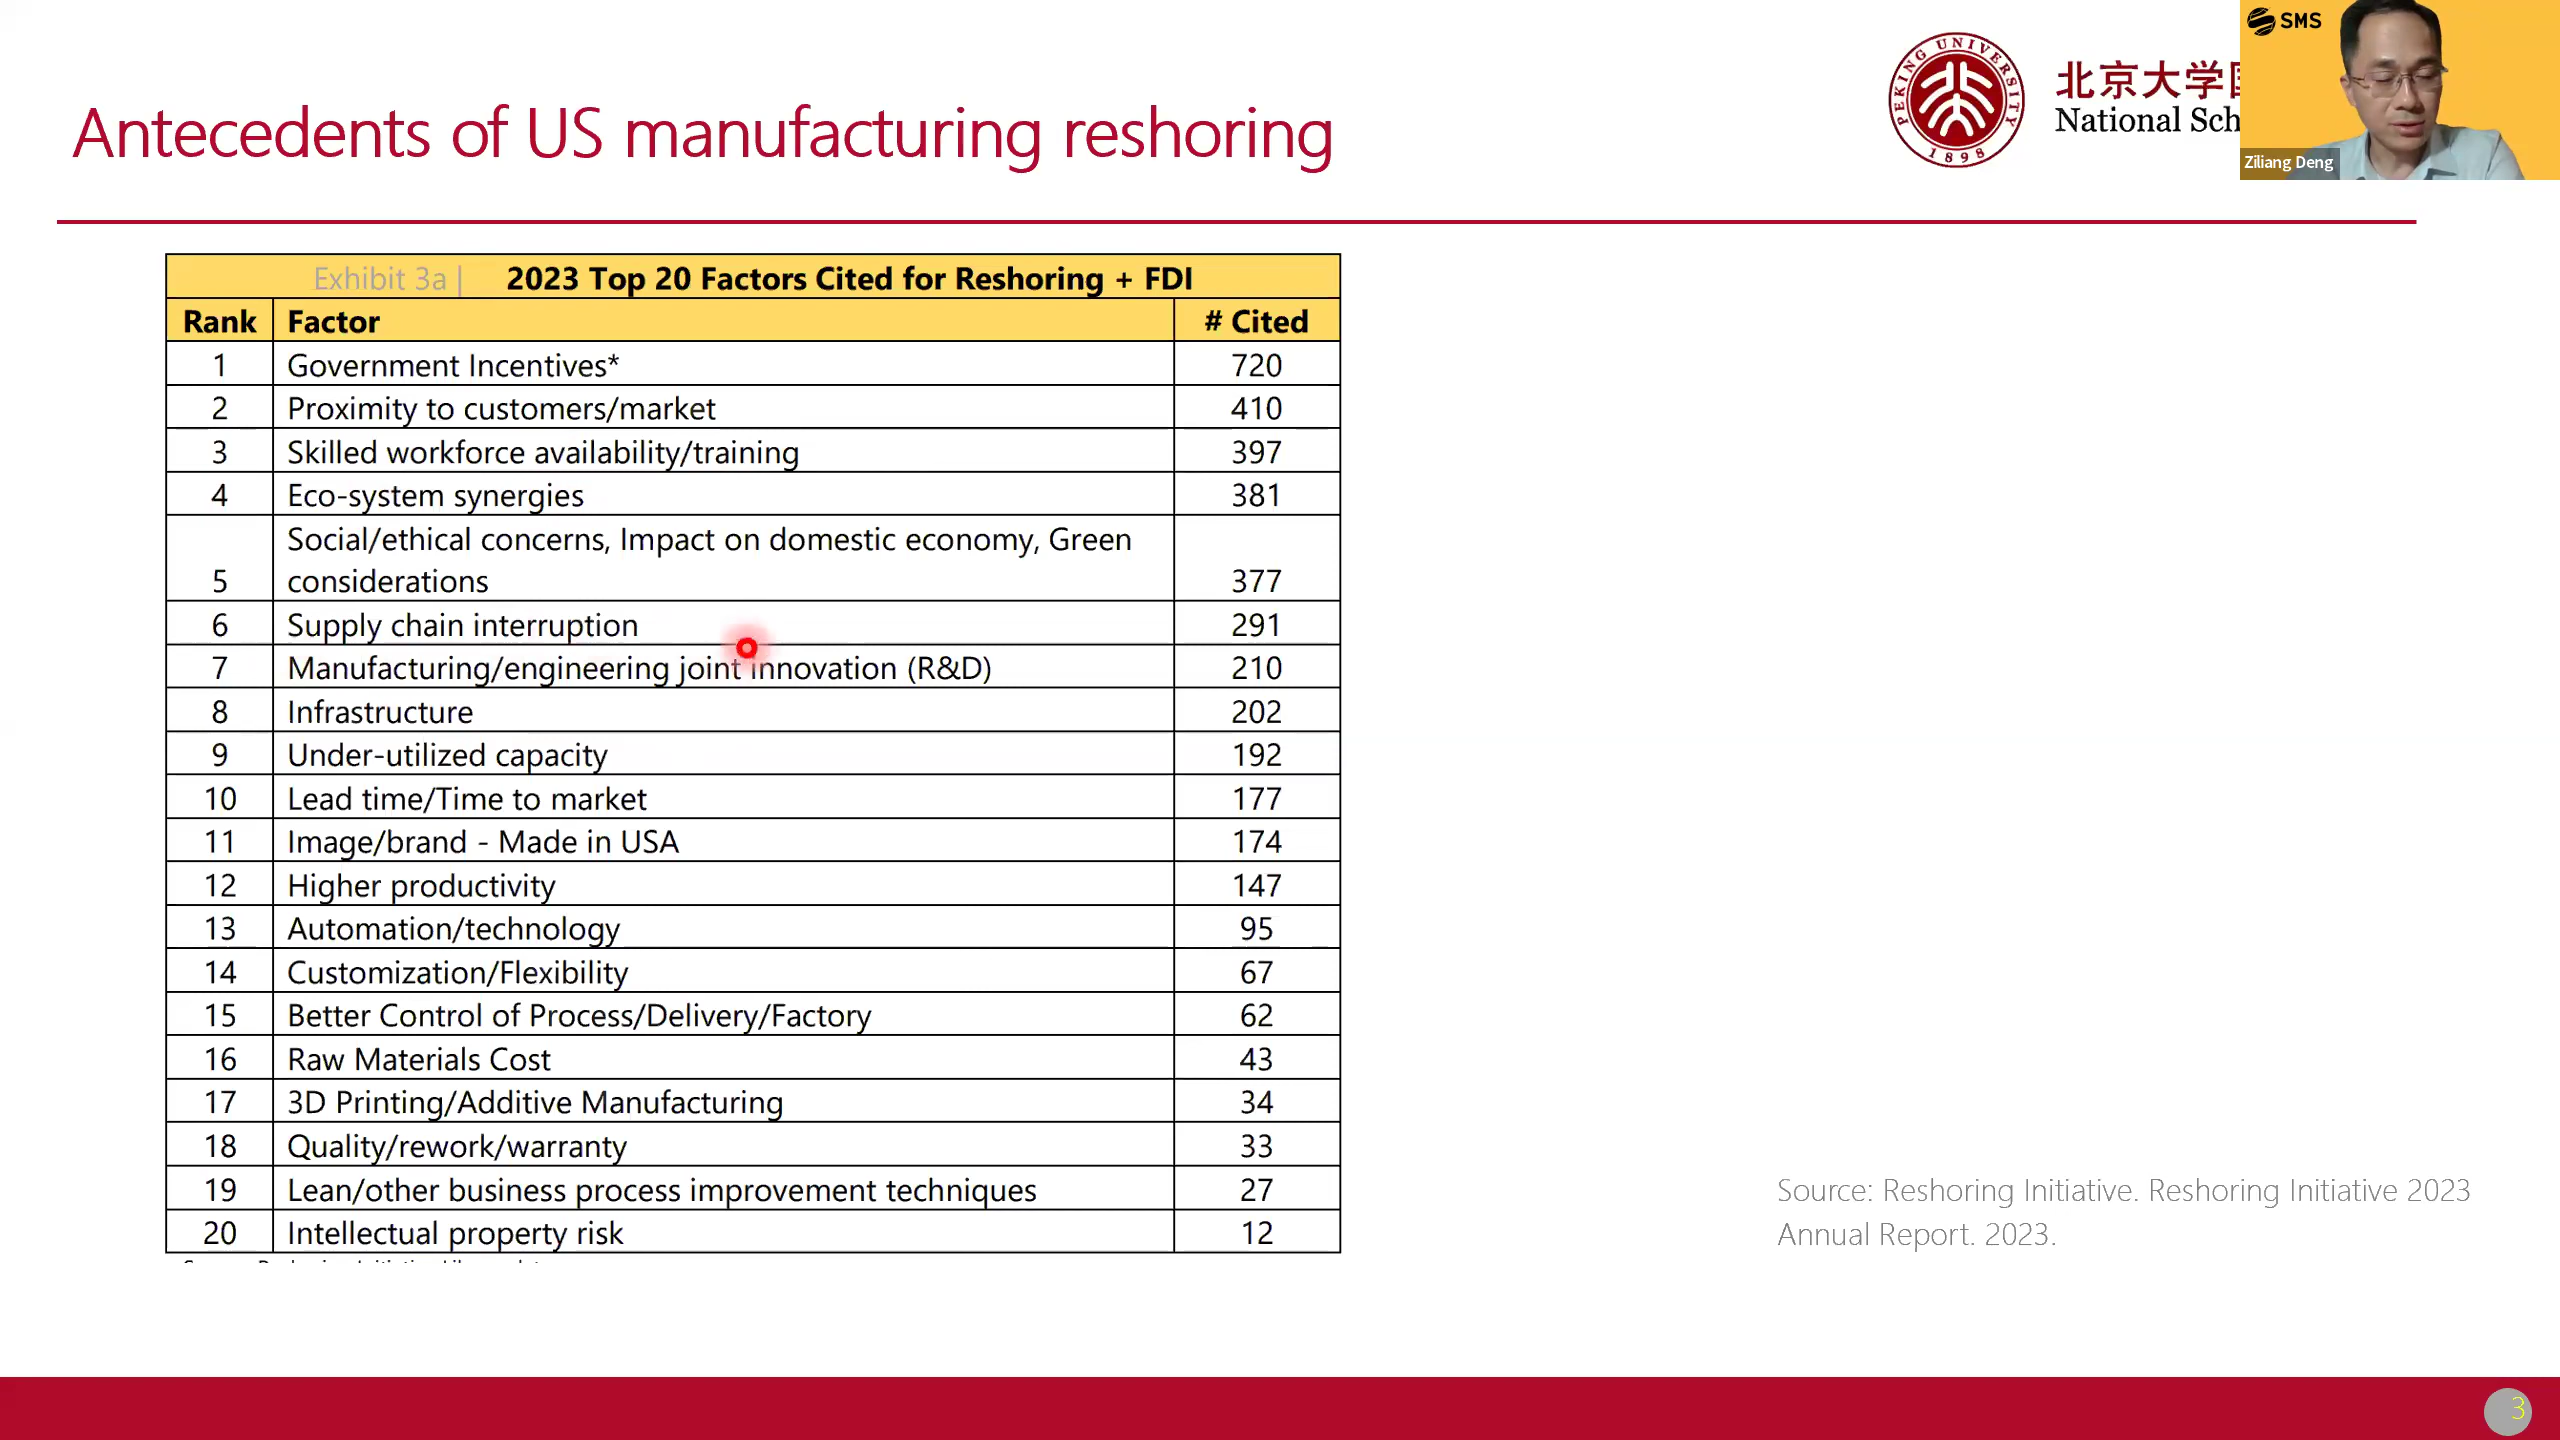 Antecedents of US manufacturing reshoring
PEKING UNIVERSITY
1898
北京大学
National Sch
SMS
Ziliang Deng
Exhibit 3a | 2023 Top 20 Factors Cited for Reshoring + FDI
Rank Factor # Cited
1 Government Incentives* 720
2 Proximity to customers/market 410
3 Skilled workforce availability/training 397
4 Eco-system synergies 381
Social/ethical concerns, Impact on domestic economy, Green
5 considerations 377
6 Supply chain interruption 291
7 Manufacturing/engineering joint innovation (R&D) 210
8 Infrastructure 202
9 Under-utilized capacity 192
10 Lead time/Time to market 177
11 Image/brand - Made in USA 174
12 Higher productivity 147
13 Automation/technology 95
14 Customization/Flexibility 67
15 Better Control of Process/Delivery/Factory 62
16 Raw Materials Cost 43
17 3D Printing/Additive Manufacturing 34
18 Quality/rework/warranty 33
19 Lean/other business process improvement techniques 27
20 Intellectual property risk 12
Source: Reshoring Initiative. Reshoring Initiative 2023
Annual Report. 2023.
3